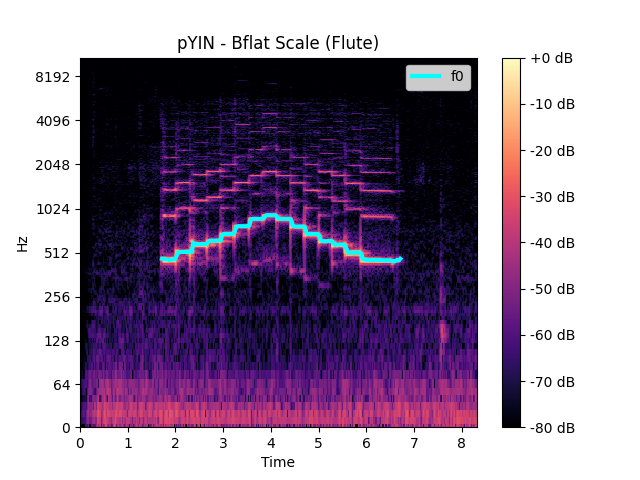 pYIN - Bflat Scale (Flute)
f0
8192
4096
2048
1024
512
256
128
64
0
Hz
0 1 2 3 4 5 6 7 8
Time
+0 dB
-10 dB
-20 dB
-30 dB
-40 dB
-50 dB
-60 dB
-70 dB
-80 dB